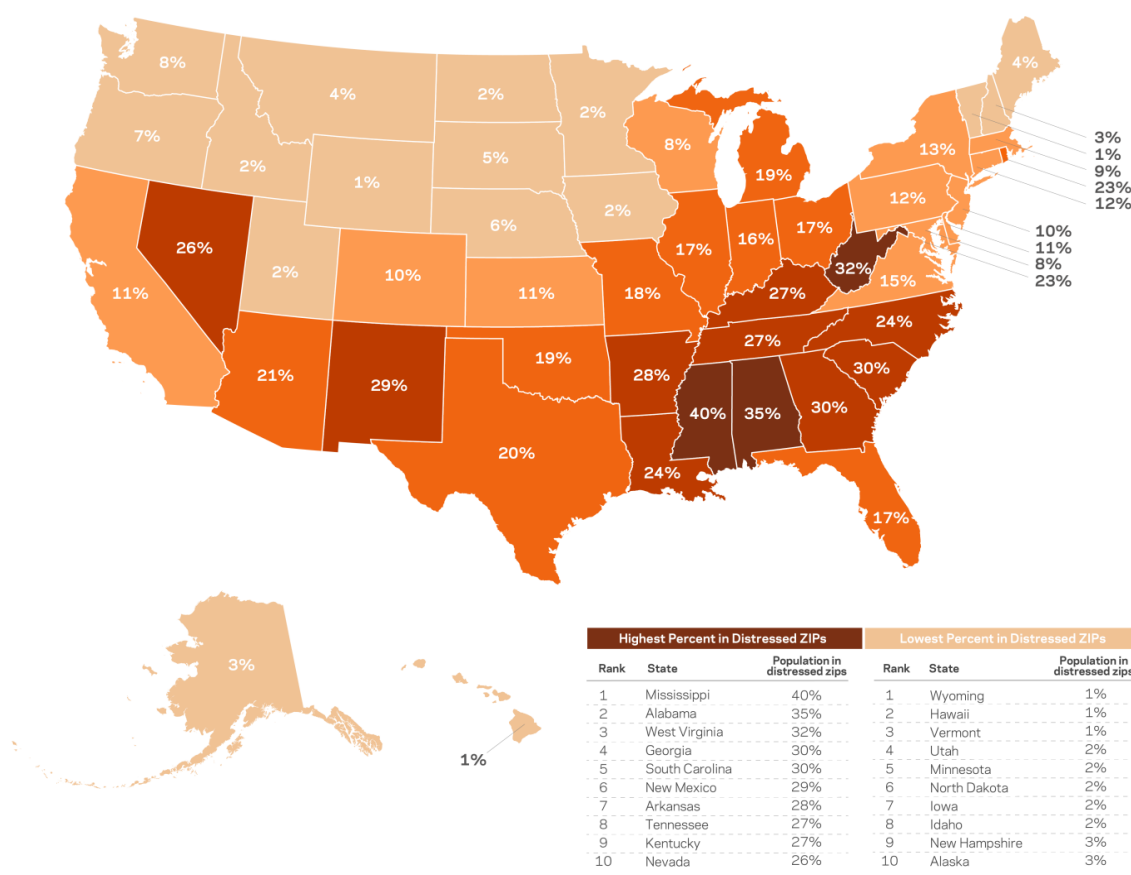 4%
8%
4%
2%
2%
7%
3%
1%
9%
23%
12%
13%
8%
5%
2%
1%
19%
12%
2%
6%
17%
10%
11%
8%
23%
16%
17%
26%
2%
10%
11%
18%
27%
32%
15%
11%
24%
27%
19%
21%
29%
28%
30%
40%
35%
30%
20%
24%
17%
3%
1%
Highest Percent in Distressed ZIPs
Rank State Population in distressed zips
1 Mississippi 40%
2 Alabama 35%
3 West Virginia 32%
4 Georgia 30%
5 South Carolina 30%
6 New Mexico 29%
7 Arkansas 28%
8 Tennessee 27%
9 Kentucky 27%
10 Nevada 26%
Lowest Percent in Distressed ZIPs
Rank State Population in distressed zips
1 Wyoming 1%
2 Hawaii 1%
3 Vermont 1%
4 Utah 2%
5 Minnesota 2%
6 North Dakota 2%
7 Iowa 2%
8 Idaho 2%
9 New Hampshire 3%
10 Alaska 3%